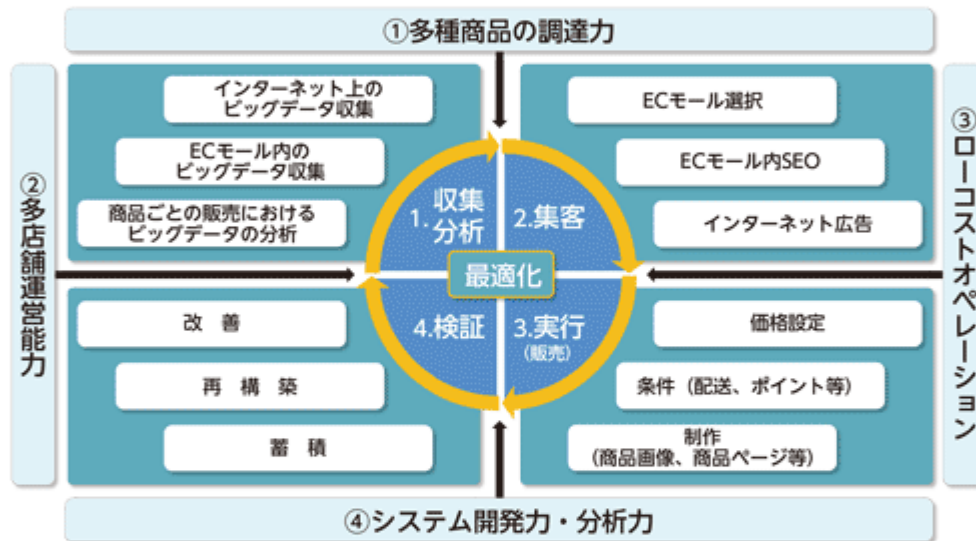 ①多種商品の調達力
インターネット上の
ビッグデータ収集
ECモール内の
ビッグデータ収集
商品ごとの販売における
ビッグデータの分析
ECモール選択
ECモール内SEO
インターネット広告
②多店舗運営能力
③ローコストオペレーション
1.収集
分析
2.集客
最適化
4.検証
3.実行
(販売)
改　善
再　構　築
蓄　積
価格設定
条件（配送、ポイント等）
制作
（商品画像、商品ページ等）
④システム開発力・分析力